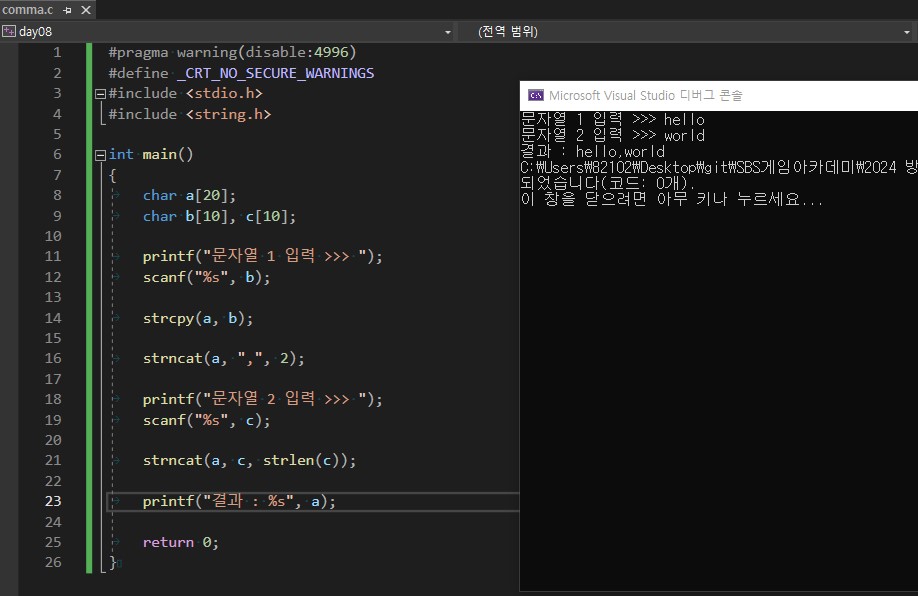 comma.c
day08
(전역 범위)
1 #pragma warning(disable:4996)
2 #define _CRT_NO_SECURE_WARNINGS
3 #include <stdio.h>
4 #include <string.h>
5
6 int main()
7 {
8 char a[20];
9 char b[10], c[10];
10
11 printf("문자열 1 입력 >>> ");
12 scanf("%s", b);
13
14 strcpy(a, b);
15
16 strncat(a, ",", 2);
17
18 printf("문자열 2 입력 >>> ");
19 scanf("%s", c);
20
21 strncat(a, c, strlen(c));
22
23 printf("결과 : %s", a);
24
25 return 0;
26 }
Microsoft Visual Studio 디버그 콘솔
문자열 1 입력 >>> hello
문자열 2 입력 >>> world
결과 : hello,world
C:₩Users₩82102₩Desktop₩git₩SBS게임아카데미₩2024 방
되었습니다(코드: 0개).
이 창을 닫으려면 아무 키나 누르세요...